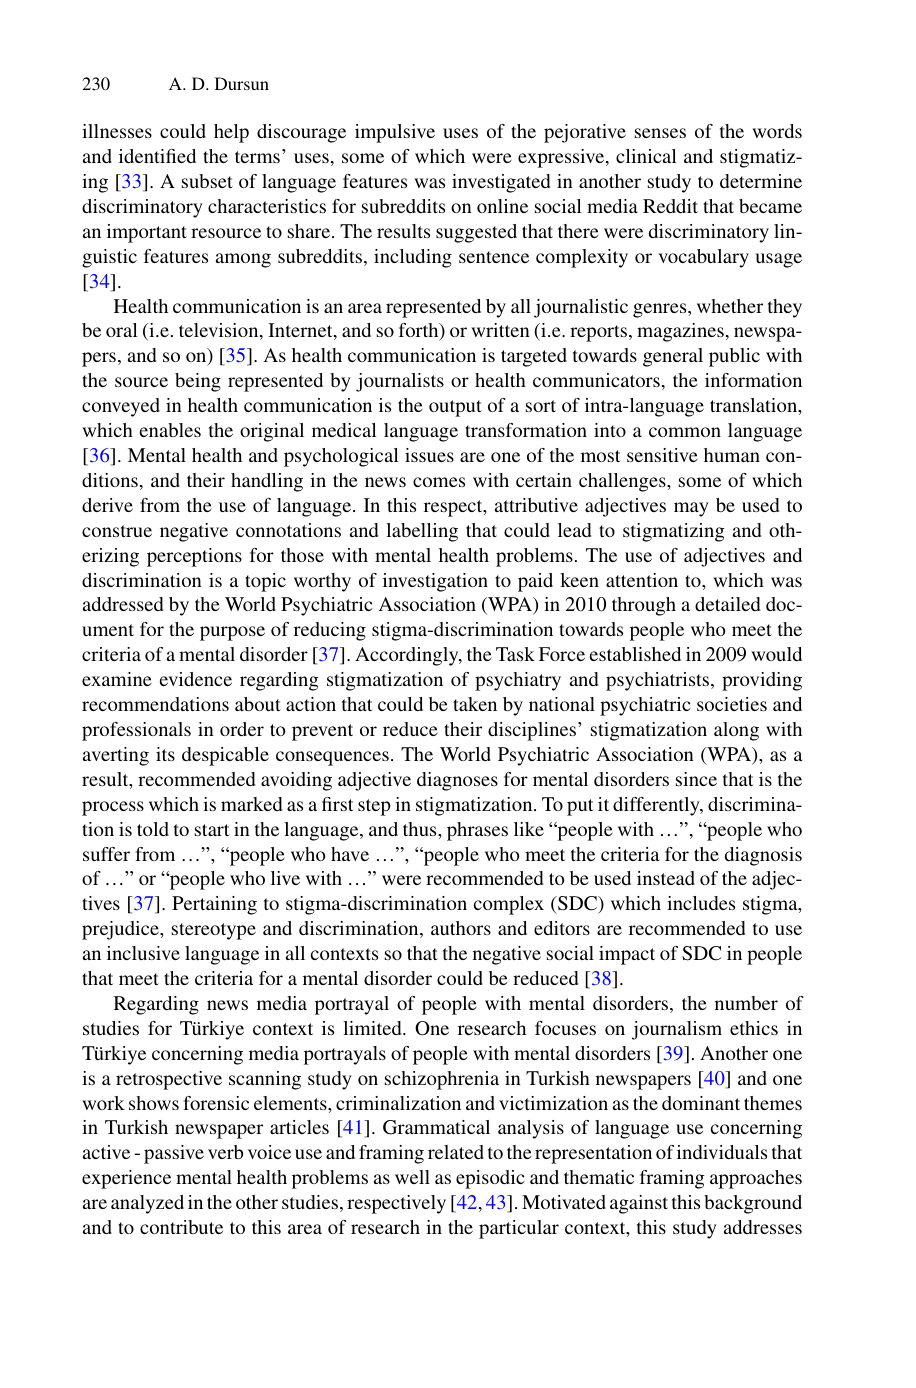 230 A. D. Dursun
illnesses could help discourage impulsive uses of the pejorative senses of the words
and identified the terms’ uses, some of which were expressive, clinical and stigmatiz-
ing [33]. A subset of language features was investigated in another study to determine
discriminatory characteristics for subreddits on online social media Reddit that became
an important resource to share. The results suggested that there were discriminatory lin-
guistic features among subreddits, including sentence complexity or vocabulary usage
[34].
Health communication is an area represented by all journalistic genres, whether they
be oral (i.e. television, Internet, and so forth) or written (i.e. reports, magazines, newspa-
pers, and so on) [35]. As health communication is targeted towards general public with
the source being represented by journalists or health communicators, the information
conveyed in health communication is the output of a sort of intra-language translation,
which enables the original medical language transformation into a common language
[36]. Mental health and psychological issues are one of the most sensitive human con-
ditions, and their handling in the news comes with certain challenges, some of which
derive from the use of language. In this respect, attributive adjectives may be used to
construe negative connotations and labelling that could lead to stigmatizing and oth-
erizing perceptions for those with mental health problems. The use of adjectives and
discrimination is a topic worthy of investigation to paid keen attention to, which was
addressed by the World Psychiatric Association (WPA) in 2010 through a detailed doc-
ument for the purpose of reducing stigma-discrimination towards people who meet the
criteria of a mental disorder [37]. Accordingly, the Task Force established in 2009 would
examine evidence regarding stigmatization of psychiatry and psychiatrists, providing
recommendations about action that could be taken by national psychiatric societies and
professionals in order to prevent or reduce their disciplines’ stigmatization along with
averting its despicable consequences. The World Psychiatric Association (WPA), as a
result, recommended avoiding adjective diagnoses for mental disorders since that is the
process which is marked as a first step in stigmatization. To put it differently, discrimina-
tion is told to start in the language, and thus, phrases like “people with …”, “people who
suffer from …”, “people who have …”, “people who meet the criteria for the diagnosis
of …” or “people who live with …” were recommended to be used instead of the adjec-
tives [37]. Pertaining to stigma-discrimination complex (SDC) which includes stigma,
prejudice, stereotype and discrimination, authors and editors are recommended to use
an inclusive language in all contexts so that the negative social impact of SDC in people
that meet the criteria for a mental disorder could be reduced [38].
Regarding news media portrayal of people with mental disorders, the number of
studies for Türkiye context is limited. One research focuses on journalism ethics in
Türkiye concerning media portrayals of people with mental disorders [39]. Another one
is a retrospective scanning study on schizophrenia in Turkish newspapers [40] and one
work shows forensic elements, criminalization and victimization as the dominant themes
in Turkish newspaper articles [41]. Grammatical analysis of language use concerning
active - passive verb voice use and framing related to the representation of individuals that
experience mental health problems as well as episodic and thematic framing approaches
are analyzed in the other studies, respectively [42, 43]. Motivated against this background
and to contribute to this area of research in the particular context, this study addresses